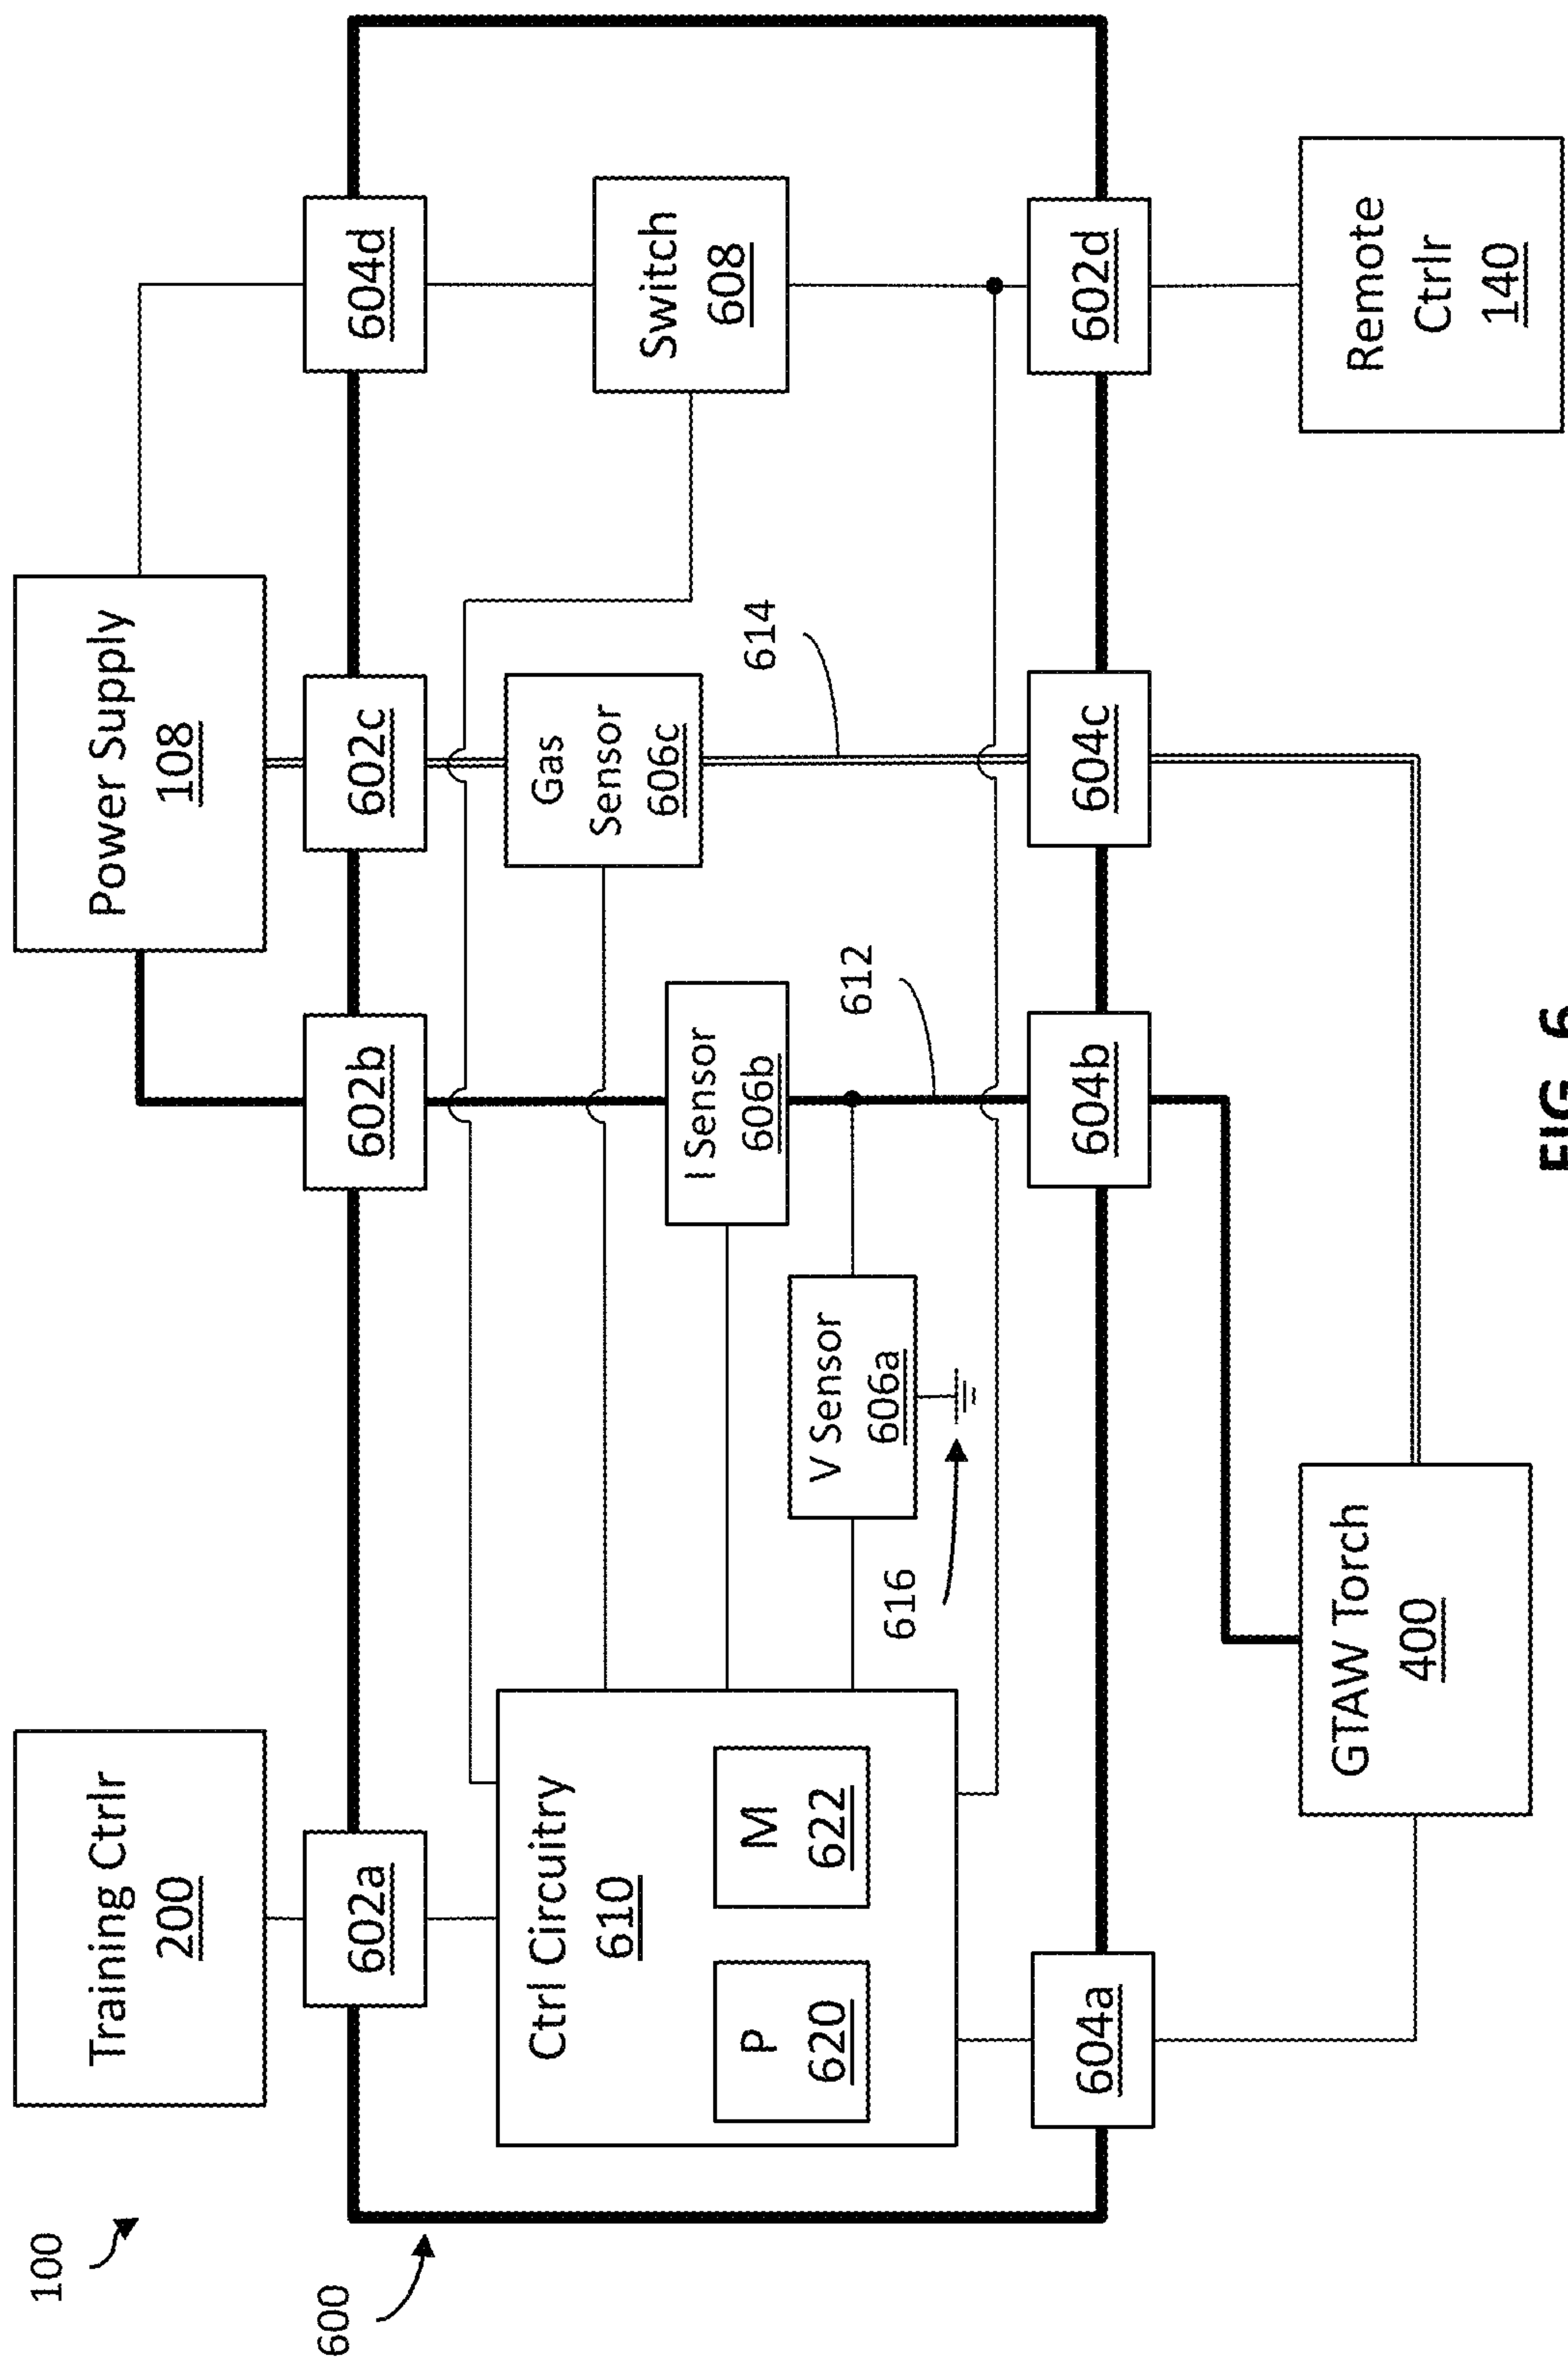 100
600
Training Ctrlr
200
Power Supply
108
602a
602b
602c
604d
Ctrl Circuitry
610
P
620
M
622
Gas
Sensor
606c
I Sensor
606b
V Sensor
606a
Switch
608
616
612
614
604a
604b
604c
602d
GTAW Torch
400
Remote
Ctrlr
140